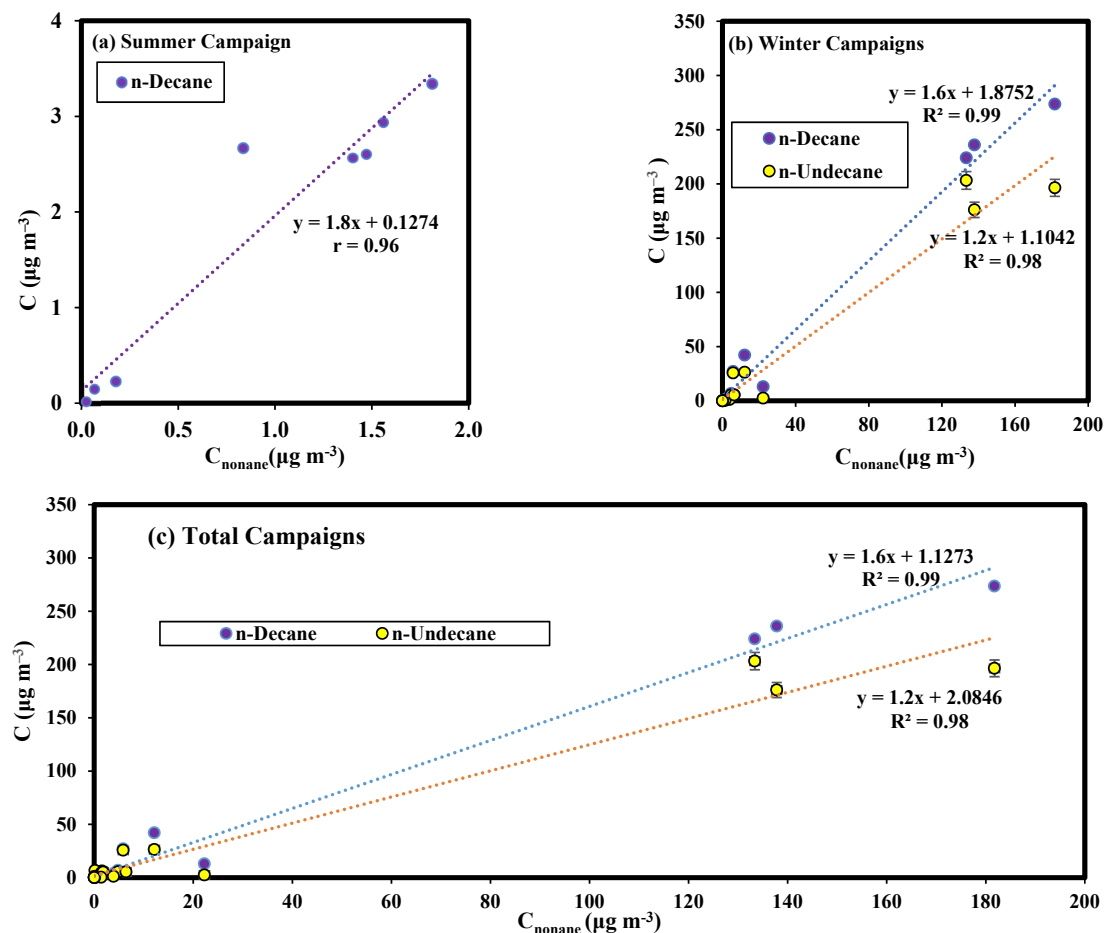 (a) Summer Campaign
n-Decane
y = 1.8x + 0.1274
r = 0.96
C (µg m⁻³)
4
3
2
1
0
0.0 0.5 1.0 1.5 2.0
Cnonane(µg m⁻³)
(b) Winter Campaigns
y = 1.6x + 1.8752
R² = 0.99
n-Decane
n-Undecane
y = 1.2x + 1.1042
R² = 0.98
C (µg m⁻³)
350
300
250
200
150
100
50
0
0 40 80 120 160 200
Cnonane(µg m⁻³)
(c) Total Campaigns
y = 1.6x + 1.1273
R² = 0.99
n-Decane n-Undecane
y = 1.2x + 2.0846
R² = 0.98
C (µg m⁻³)
350
300
250
200
150
100
50
0
0 20 40 60 80 100 120 140 160 180 200
Cnonane(µg m⁻³)